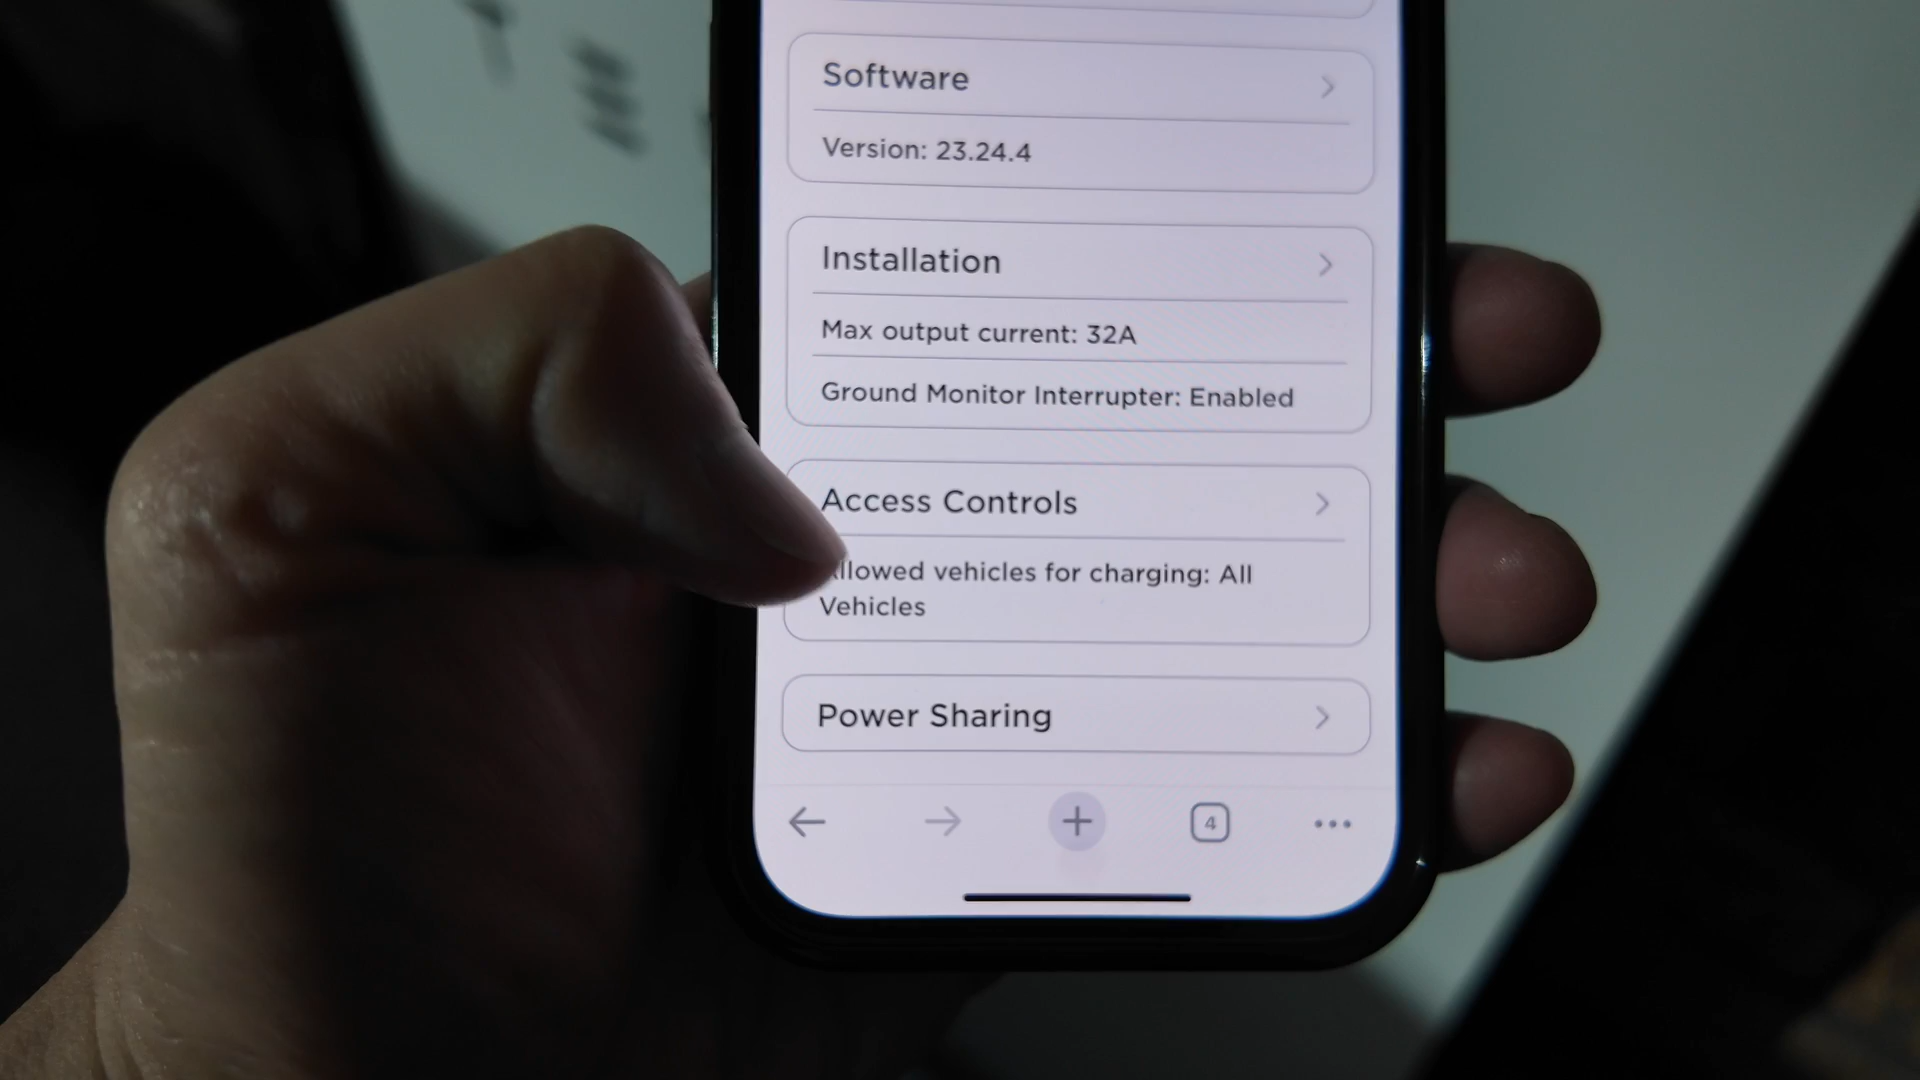 Software
Version: 23.24.4
Installation
Max output current: 32A
Ground Monitor Interrupter: Enabled
Access Controls
llowed vehicles for charging: All
Vehicles
Power Sharing
4